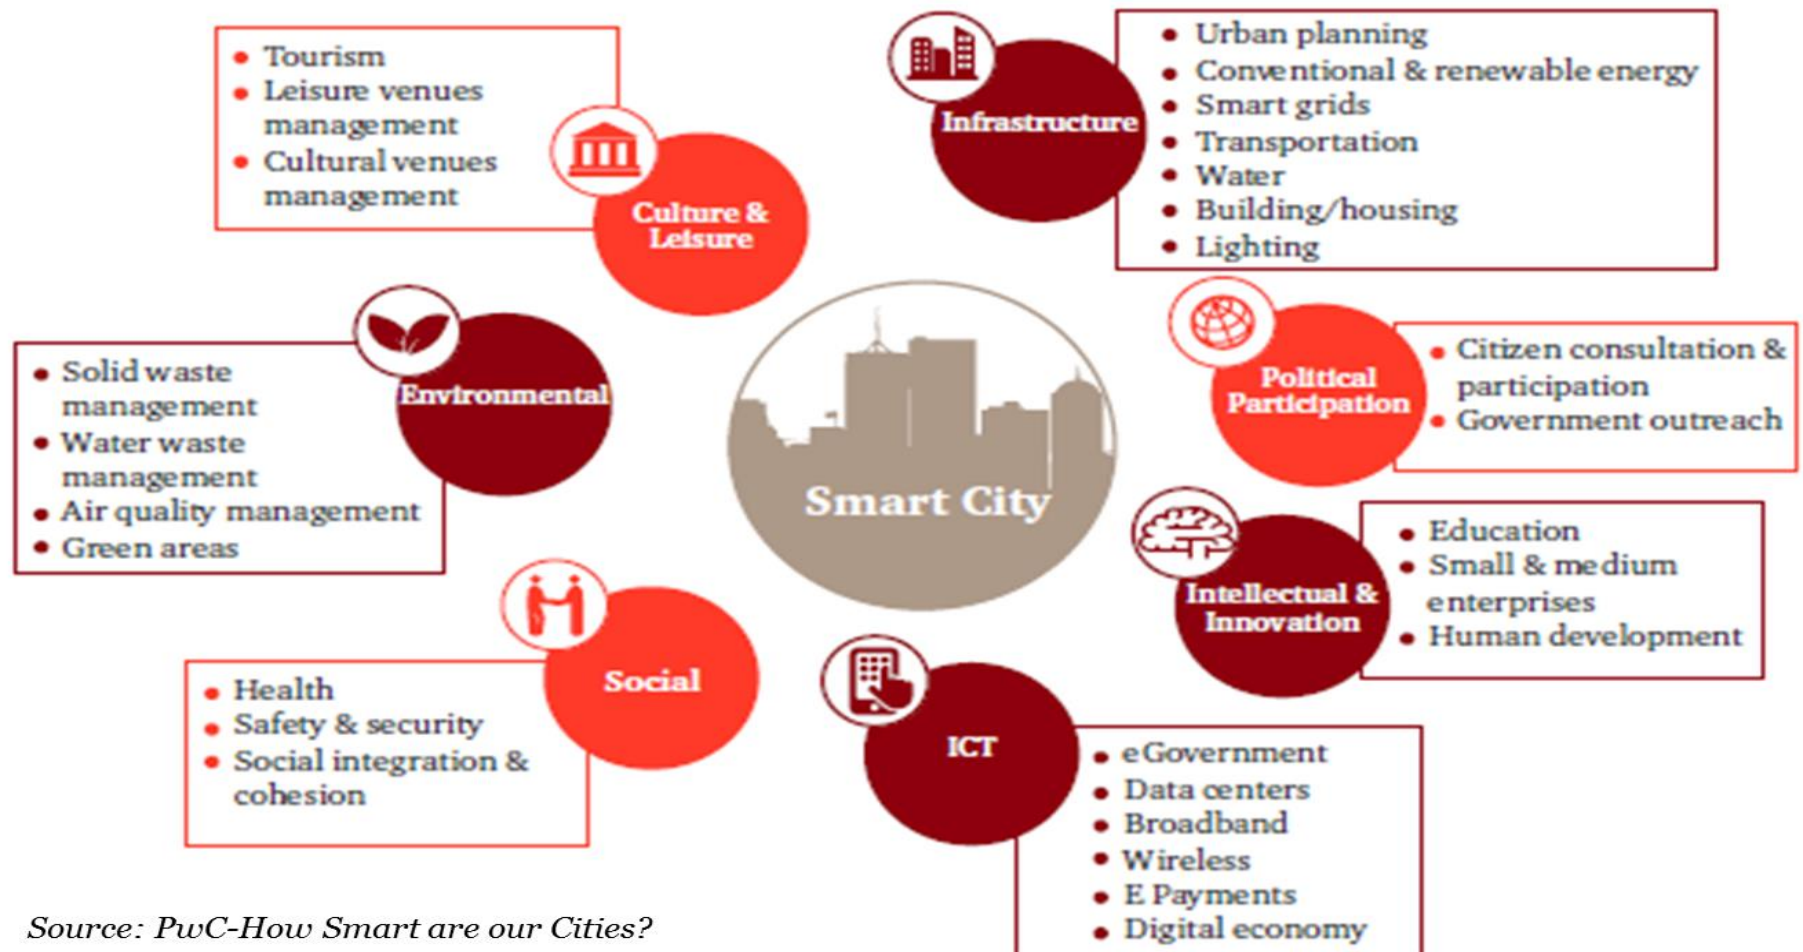 Tourism
Leisure venues
management
Cultural venues
management
Culture &
Leisure
Infrastructure
Urban planning
Conventional & renewable energy
Smart grids
Transportation
Water
Building/housing
Lighting
Environmental
Solid waste
management
Water waste
management
Air quality management
Green areas
Smart City
Political
Participation
Citizen consultation &
participation
Government outreach
Intellectual &
Innovation
Education
Small & medium
enterprises
Human development
Social
Health
Safety & security
Social integration &
cohesion
ICT
eGovernment
Data centers
Broadband
Wireless
E Payments
Digital economy
Source: PwC-How Smart are our Cities?